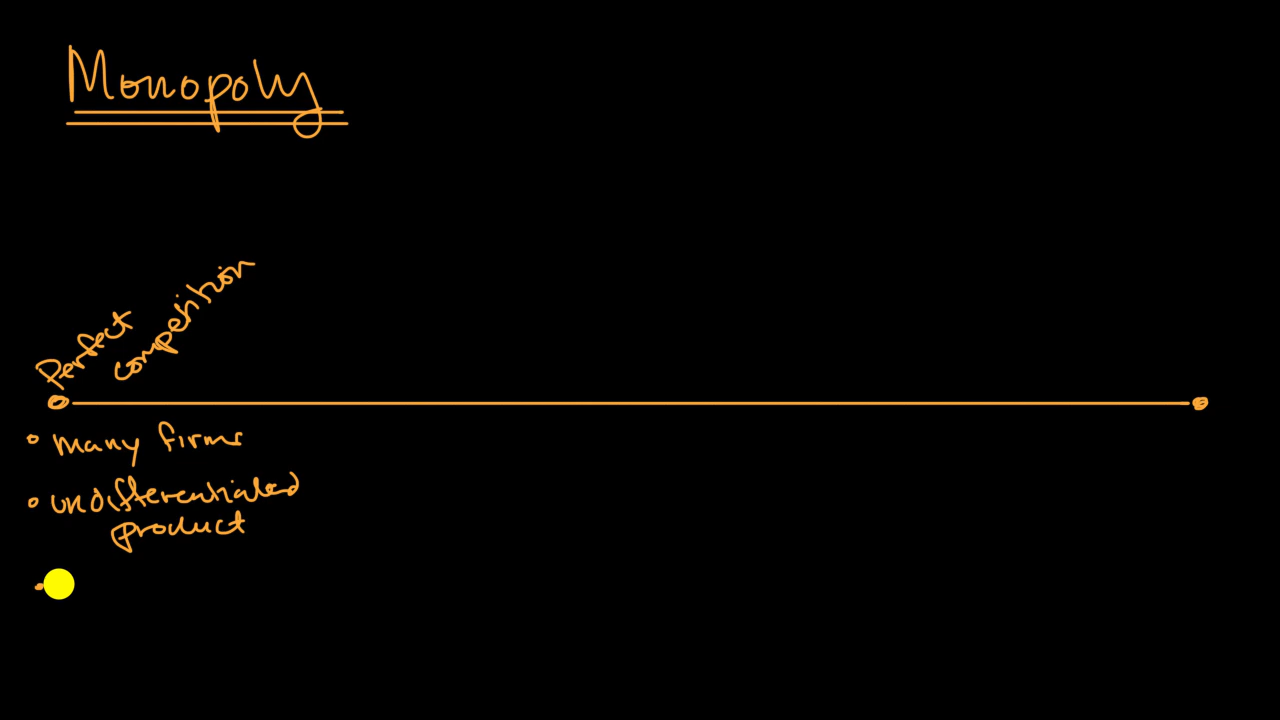 Monopoly
Perfect
competition
• many firms
• undifferentiated
product
•